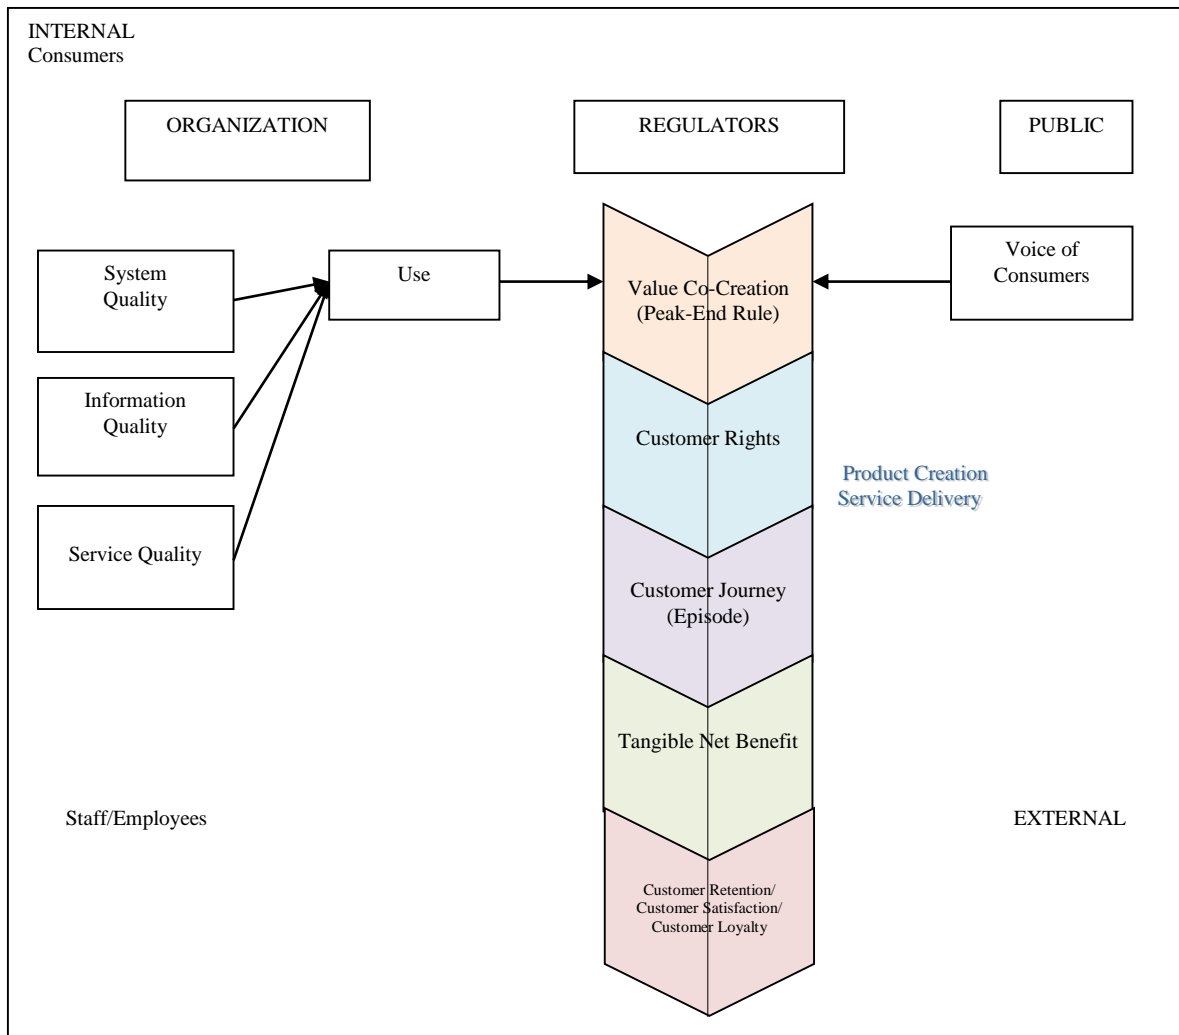 INTERNAL
Consumers
ORGANIZATION
REGULATORS
PUBLIC
System
Quality
Use
Value Co-Creation
(Peak-End Rule)
Voice of
Consumers
Information
Quality
Customer Rights
Product Creation
Service Delivery
Service Quality
Customer Journey
(Episode)
Tangible Net Benefit
Staff/Employees
EXTERNAL
Customer Retention/
Customer Satisfaction/
Customer Loyalty